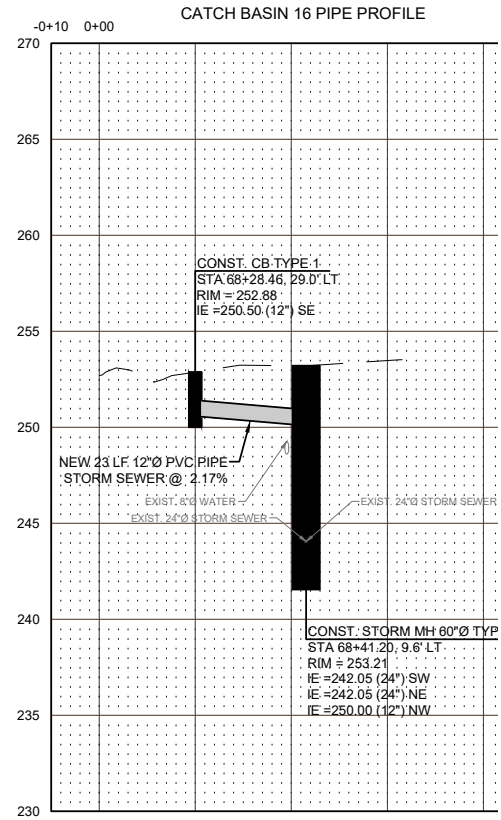 CATCH BASIN 16 PIPE PROFILE
-0+10 0+00
270
265
260
CONST. CB TYPE 1
STA 68+28.46, 29.0' LT
RIM = 252.88
IE =250.50 (12") SE
255
250
NEW 23 LF 12"Ø PVC PIPE
STORM SEWER @ 2.17%
EXIST. 8"Ø WATER
EXIST. 24"Ø STORM SEWER
EXIST. 24"Ø STORM SEWER
245
240
CONST. STORM MH 60"Ø TYP
STA 68+41.20, 9.6' LT
RIM = 253.21
IE =242.05 (24") SW
IE =242.05 (24") NE
IE =250.00 (12") NW
235
230